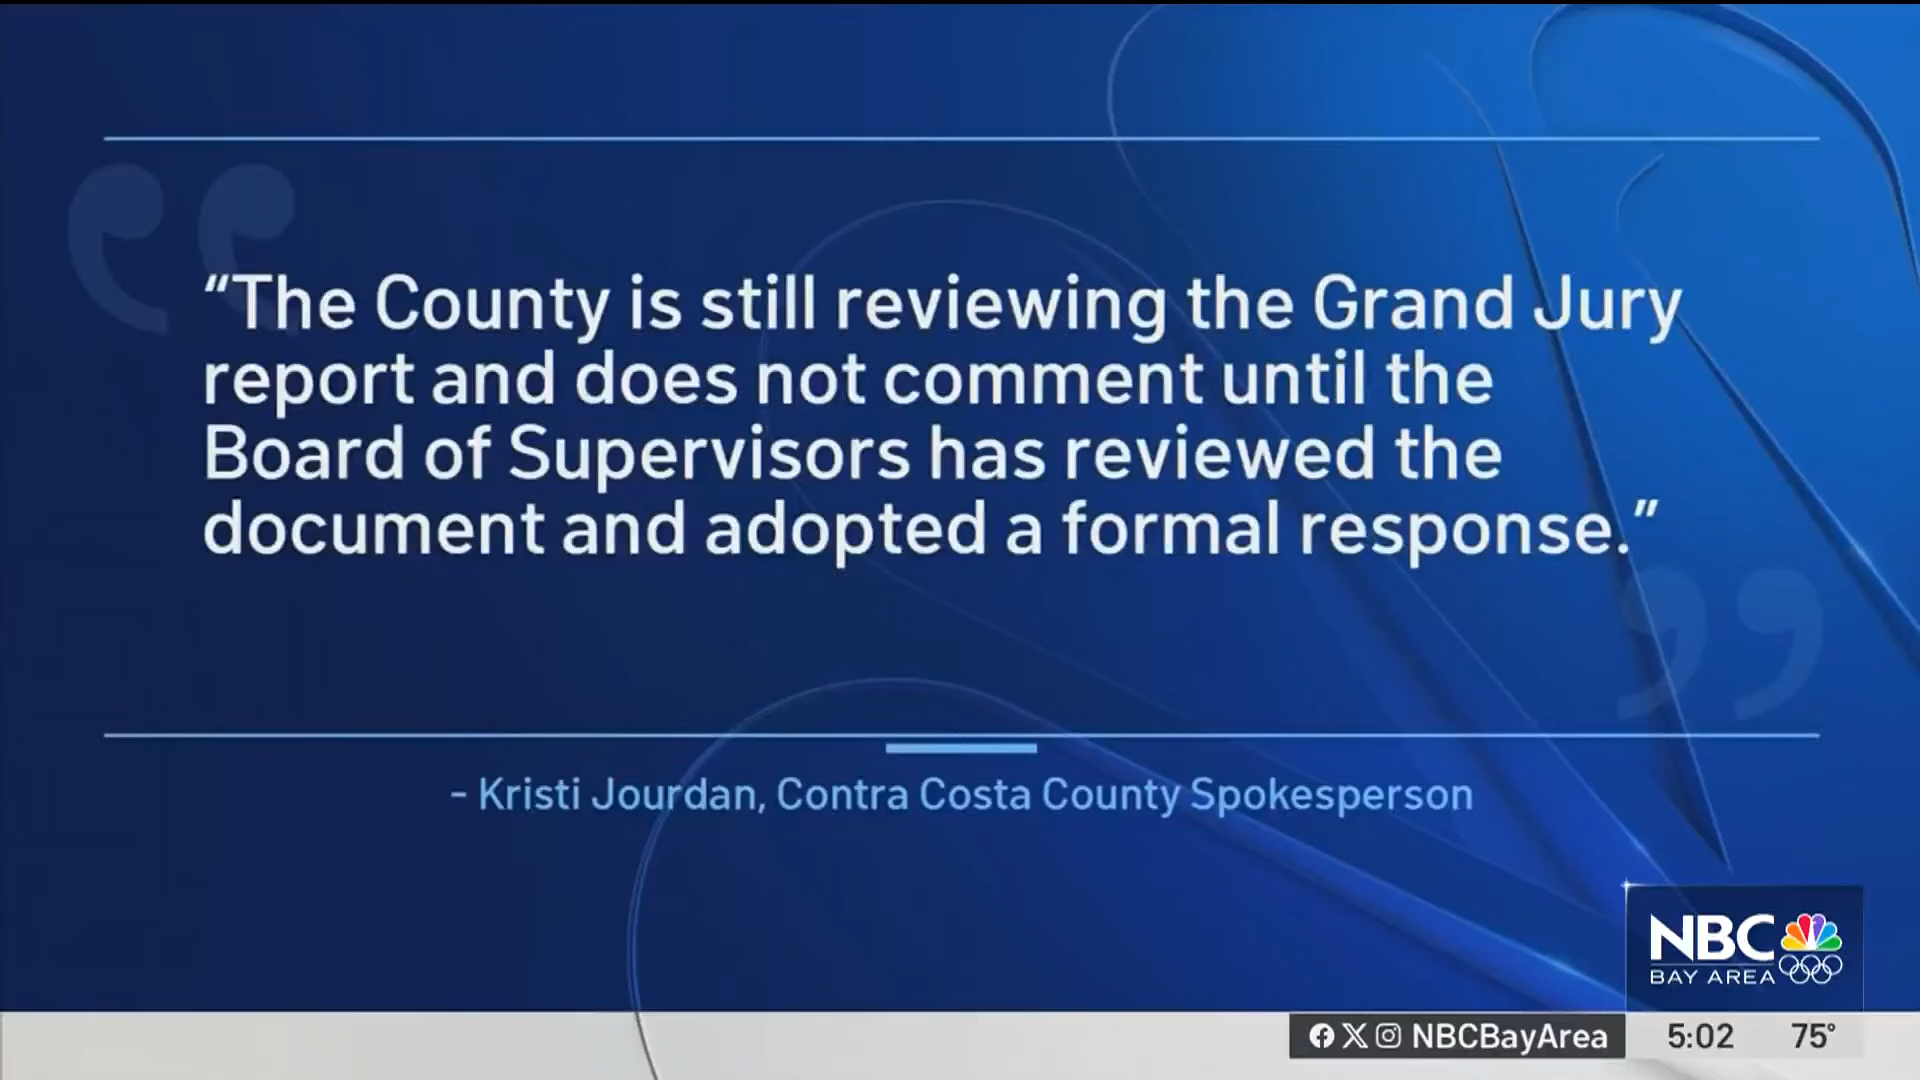 “The County is still reviewing the Grand Jury
report and does not comment until the
Board of Supervisors has reviewed the
document and adopted a formal response.”
- Kristi Jourdan, Contra Costa County Spokesperson
NBC
BAY AREA
NBCBayArea 5:02 75°